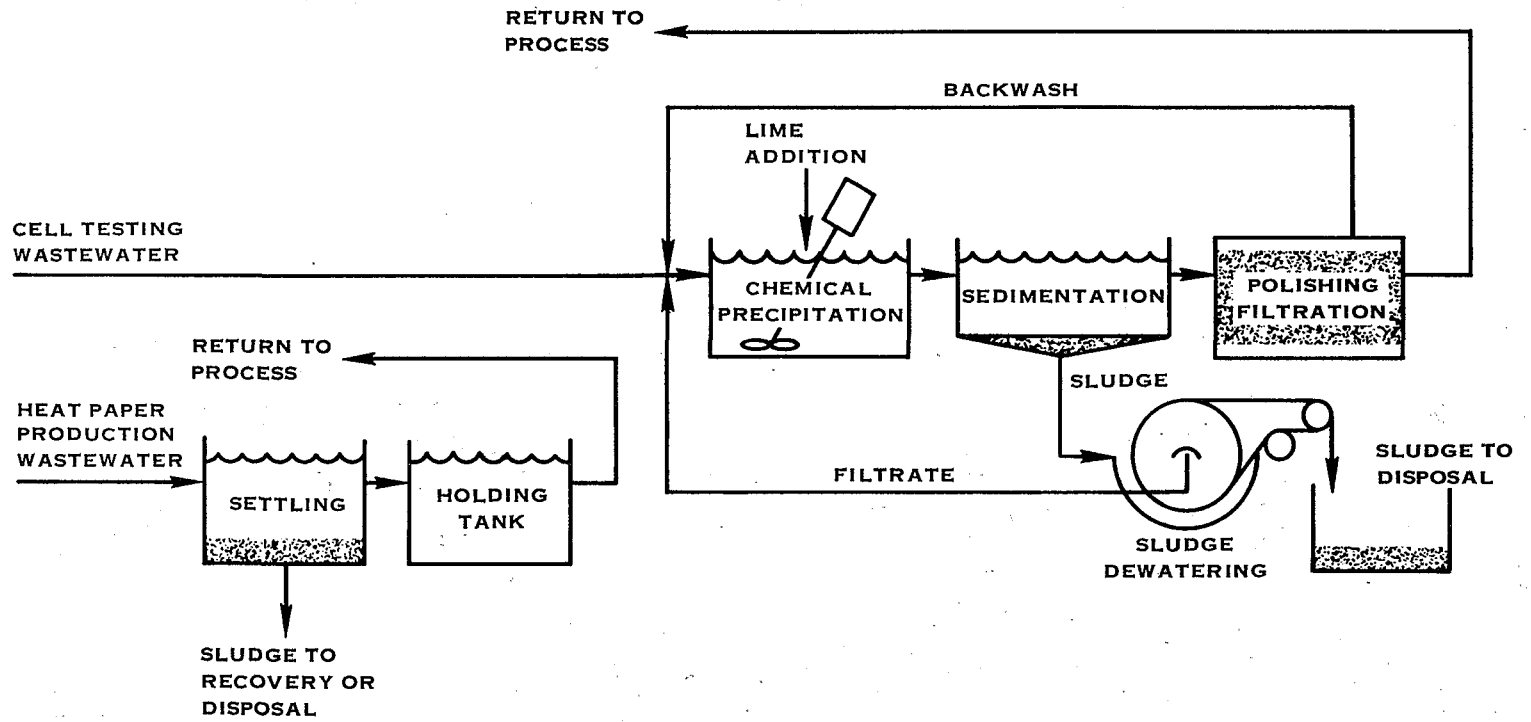 RETURN TO
PROCESS
BACKWASH
LIME
ADDITION
CELL TESTING
WASTEWATER
CHEMICAL
PRECIPITATION
SEDIMENTATION
POLISHING
FILTRATION
RETURN TO
PROCESS
SLUDGE
HEAT PAPER
PRODUCTION
WASTEWATER
SETTLING
HOLDING
TANK
FILTRATE
SLUDGE TO
DISPOSAL
SLUDGE
DEWATERING
SLUDGE TO
RECOVERY OR
DISPOSAL